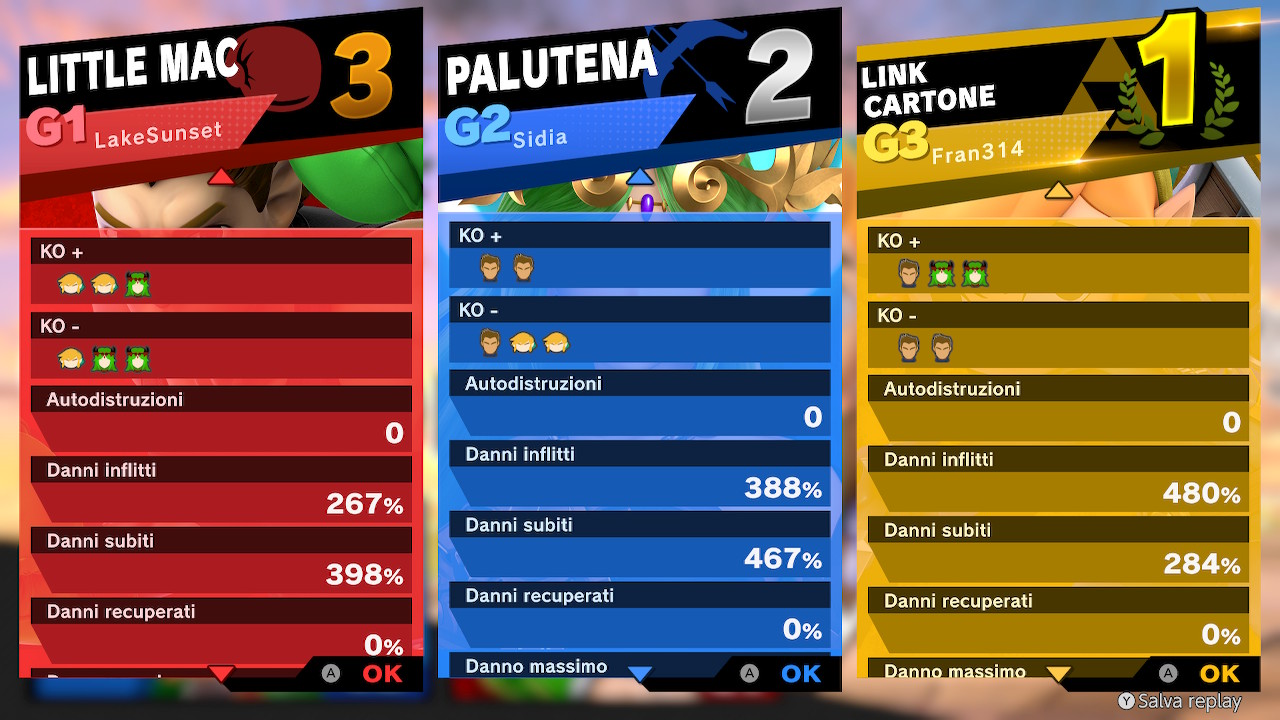 LITTLE MAC 3
G1 LakeSunset
KO +
KO -
Autodistruzioni
0
Danni inflitti
267%
Danni subiti
398%
Danni recuperati
0%
A OK
PALUTENA 2
G2 Sidia
KO +
KO -
Autodistruzioni
0
Danni inflitti
388%
Danni subiti
467%
Danni recuperati
0%
Danno massimo
A OK
LINK
CARTONE 1
G3 Fran314
KO +
KO -
Autodistruzioni
0
Danni inflitti
480%
Danni subiti
284%
Danni recuperati
0%
Danno massimo
A OK
Y Salva replay